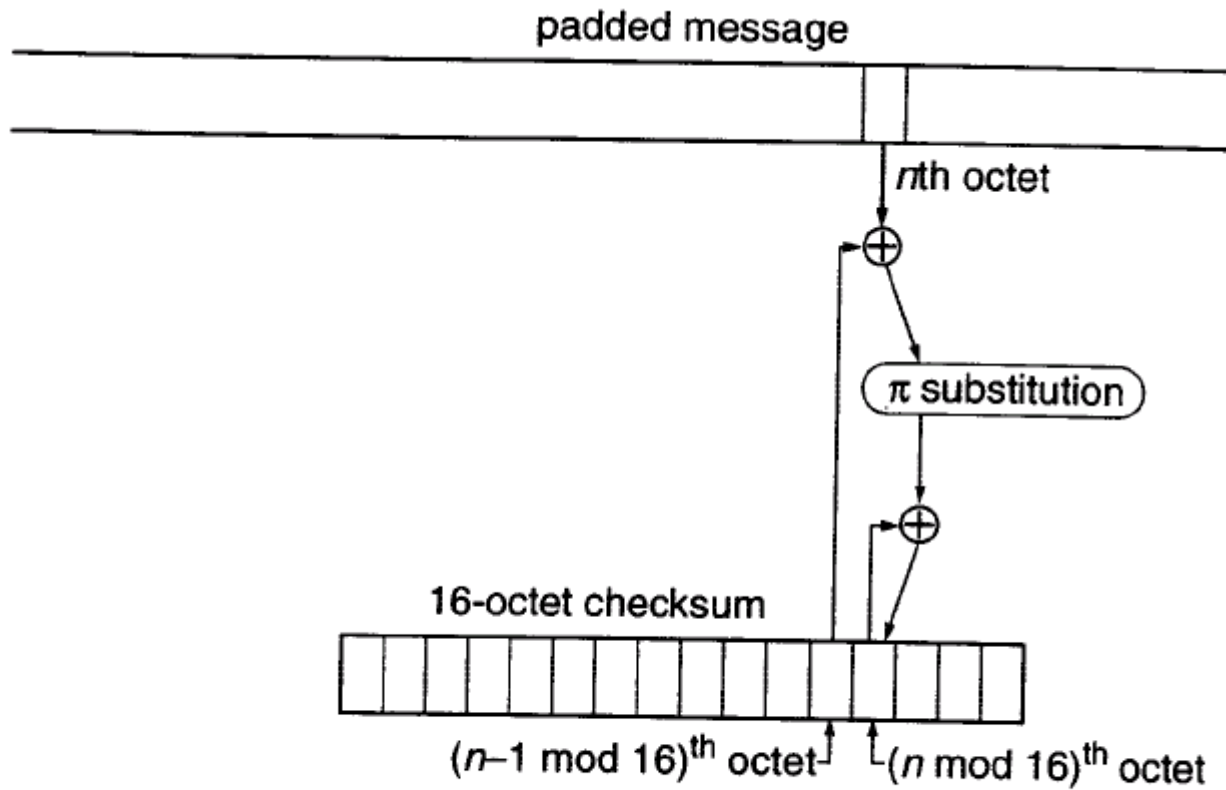 padded message
nth octet
π substitution
16-octet checksum
(n–1 mod 16)th octet
(n mod 16)th octet